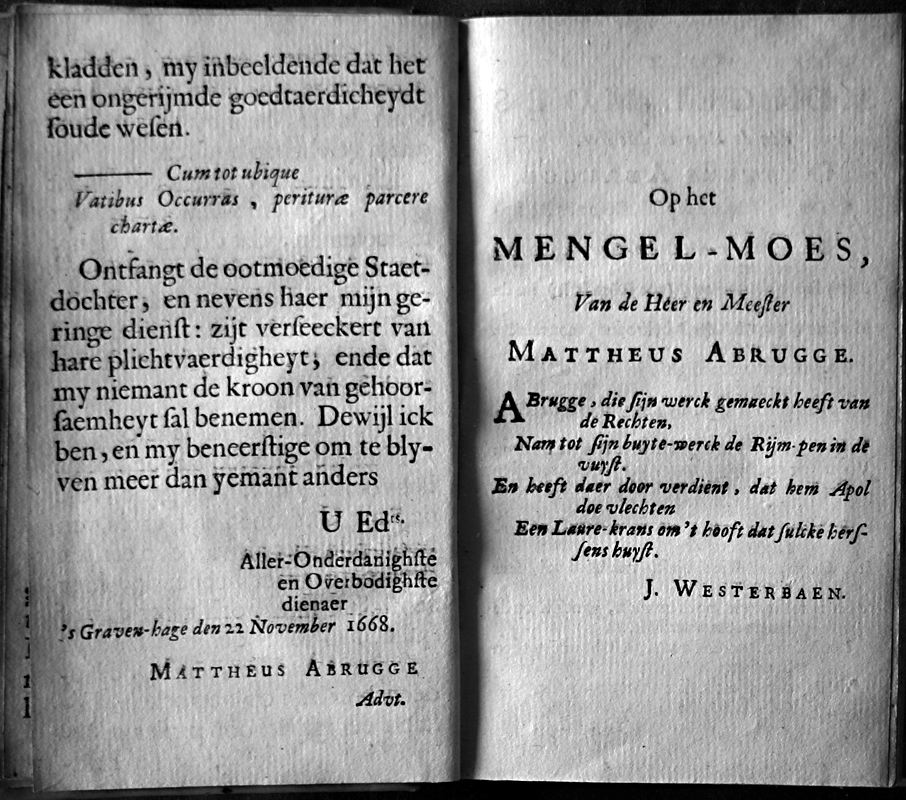 kladden, my inbeeldende dat het
een ongerijmde goedtaerdicheydt
ſoude weſen.
——— Cum tot ubique
Vatibus Occurras, perituræ parcere
chartæ.
Ontfangt de ootmoedige Staet-
dochter, en nevens haer mijn ge-
ringe dienſt: zijt verſeeckert van
hare plichtvaerdigheyt; ende dat
my niemant de kroon van gehoor-
ſaemheyt ſal benemen. Dewijl ick
ben, en my beneerſtige om te bly-
ven meer dan yemant anders
U Ed.ts.
Aller-Onderdanighſte
en Overbodighſte
dienaer
's Graven-hage den 22 November 1668.
MATTHEUS ABRUGGE
Advt.
Op het
MENGEL-MOES,
Van de Heer en Meeſter
MATTHEUS ABRUGGE.
ABrugge, die ſijn werck gemaeckt heeft van
de Rechten,
Nam tot ſijn buyte-werck de Rijm-pen in de
vuyſt.
En heeft daer door verdient, dat hem Apol
doe vlechten
Een Laure-krans om 't hooft dat ſulcke herſ-
ſens huyſt.
J. WESTERBAEN.